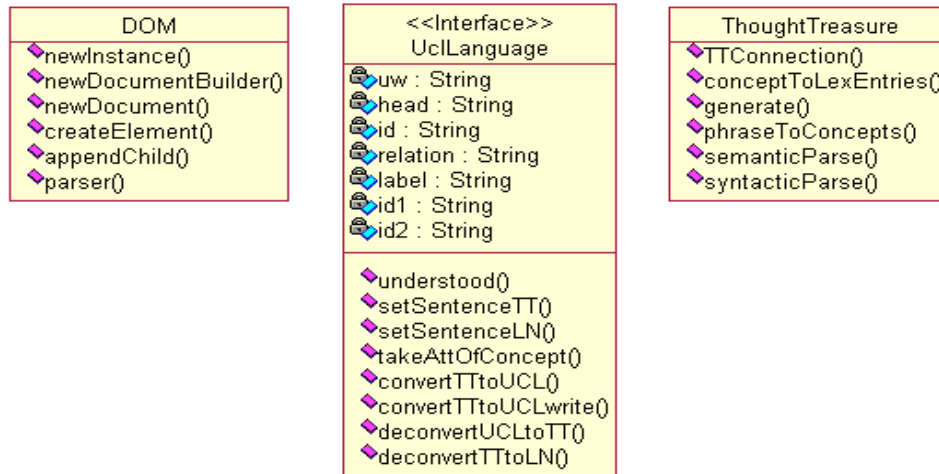 DOM
newInstance()
newDocumentBuilder()
newDocument()
createElement()
appendChild()
parser()
<<Interface>>
UclLanguage
uw : String
head : String
id : String
relation : String
label : String
id1 : String
id2 : String
understood()
setSentenceTT()
setSentenceLN()
takeAttOfConcept()
convertTTtoUCL()
convertTTtoUCLwrite()
deconvertUCLtoTT()
deconvertTTtoLN()
ThoughtTreasure
TTConnection()
conceptToLexEntries()
generate()
phraseToConcepts()
semanticParse()
syntacticParse()